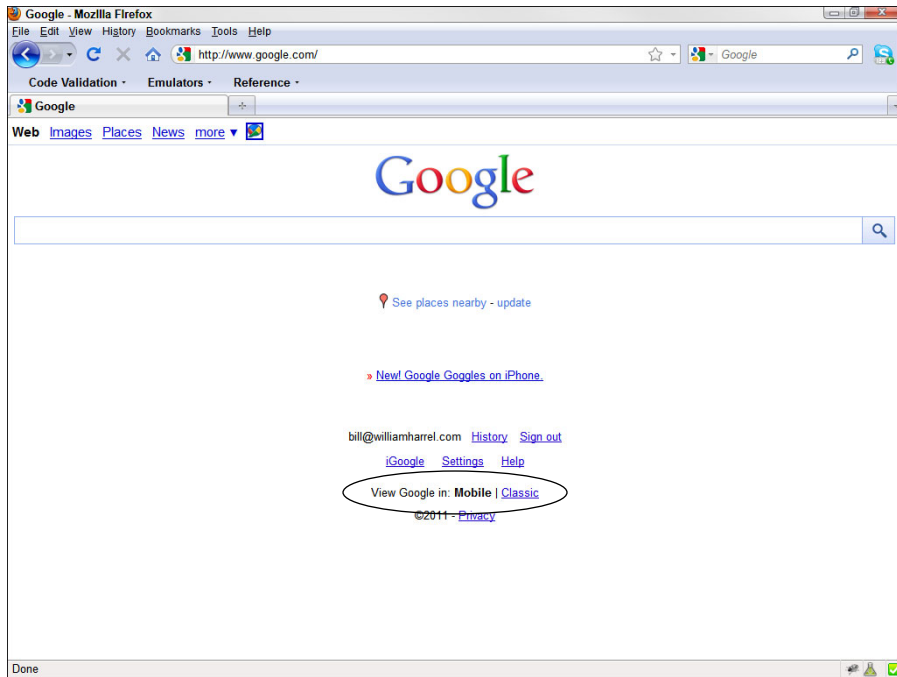 Google - Mozilla Firefox
File Edit View History Bookmarks Tools Help
http://www.google.com/ Google
Code Validation Emulators Reference
Google
Web Images Places News more ▼
Google
See places nearby - update
» New! Google Goggles on iPhone.
bill@williamharrel.com History Sign out
iGoogle Settings Help
View Google in: Mobile | Classic
©2011 - Privacy
Done